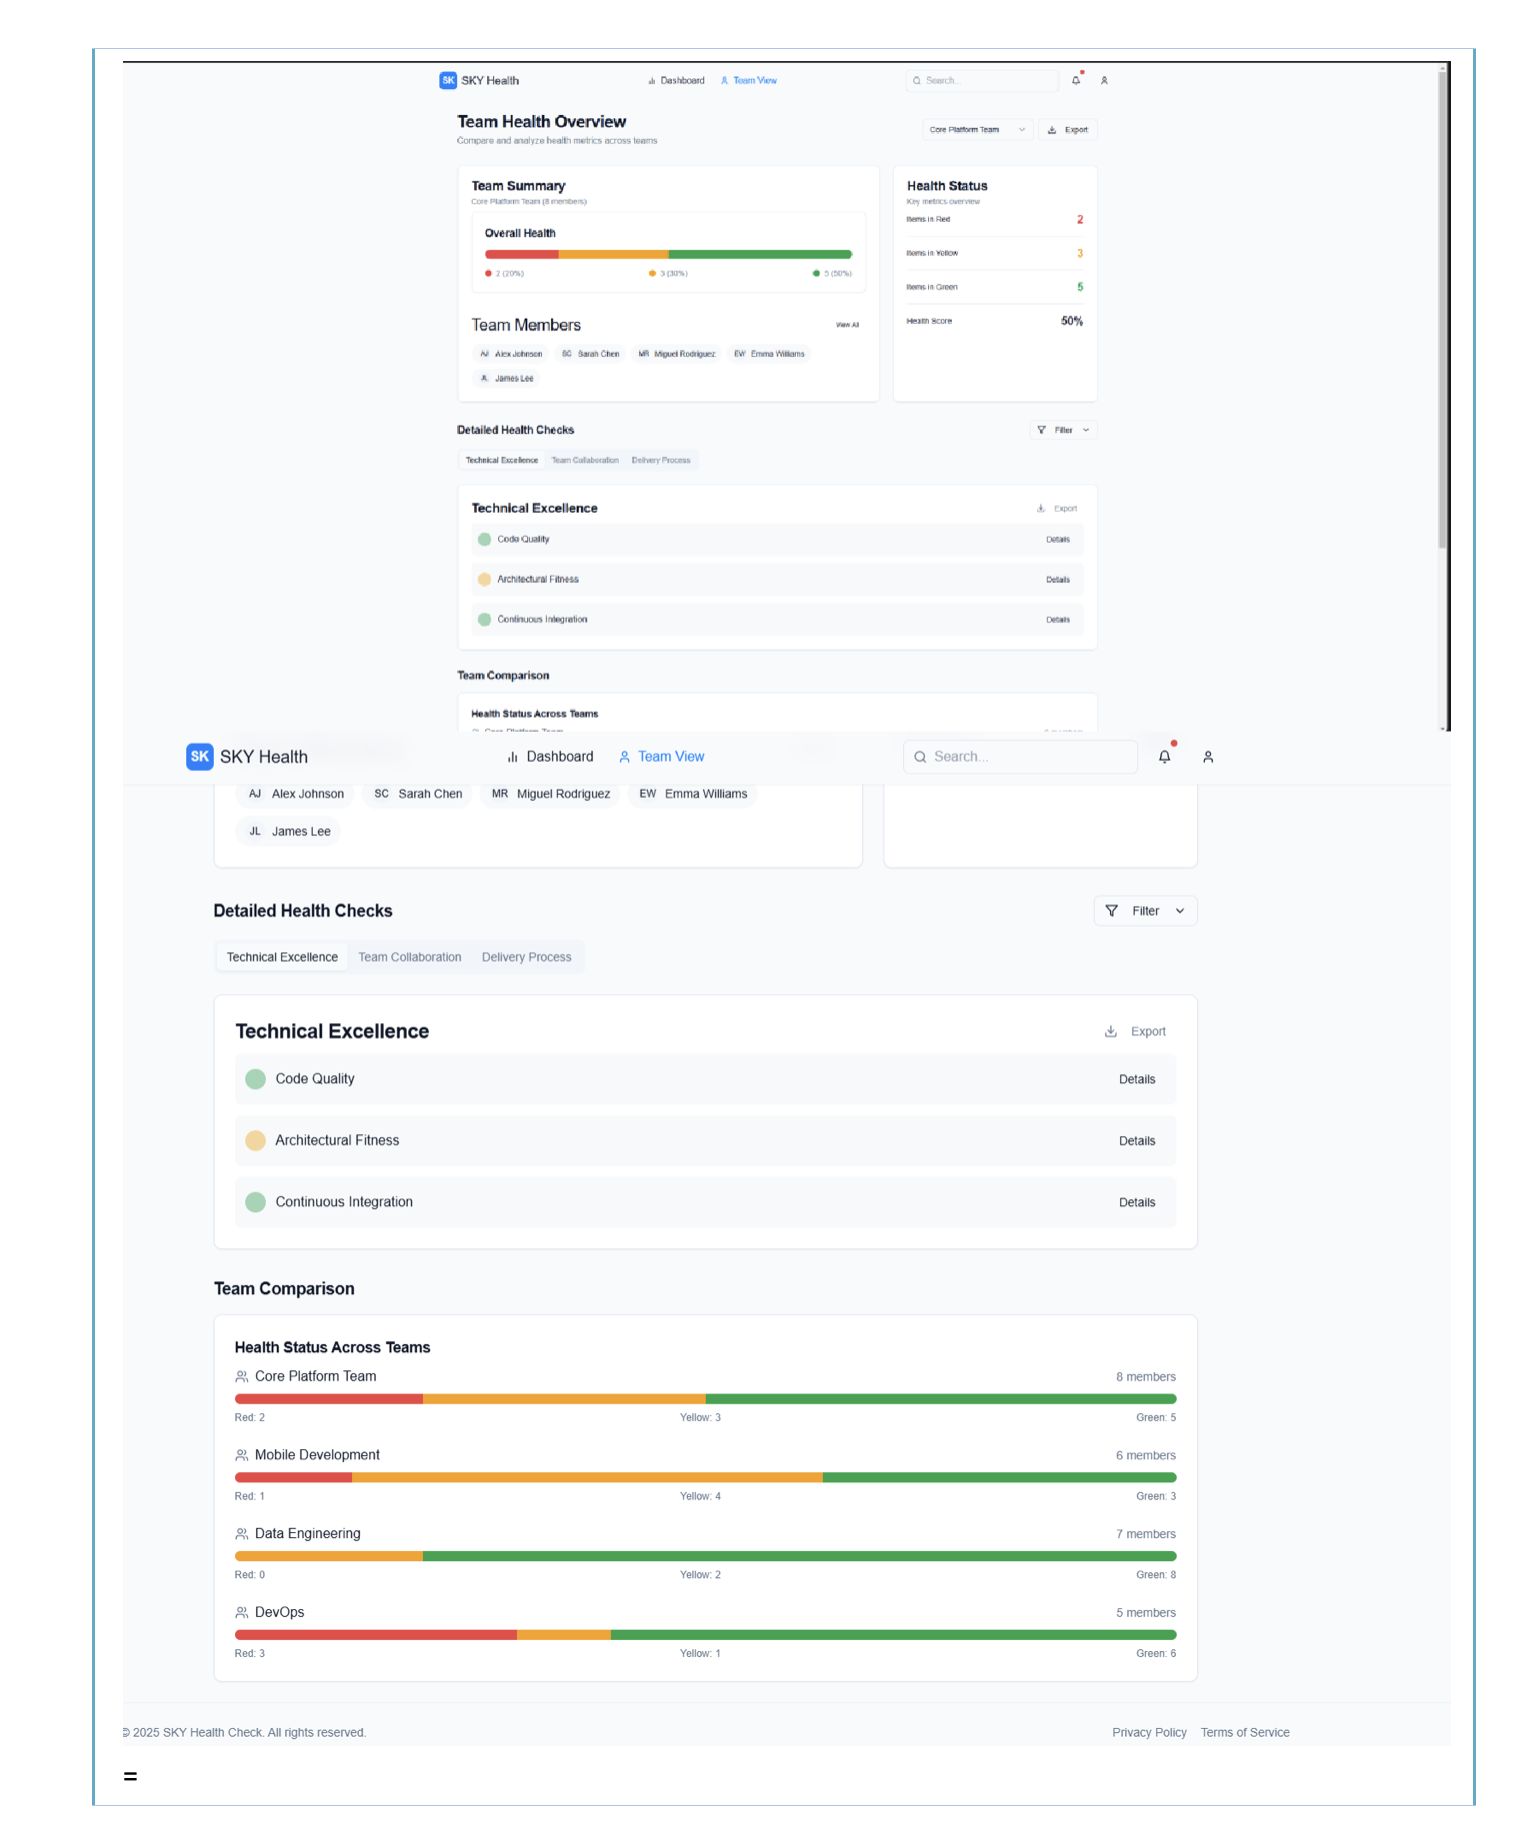 SK SKY Health Dashboard Team View Search...
Team Health Overview
Compare and analyze health metrics across teams
Core Platform Team Export
Team Summary
Core Platform Team (8 members)
Overall Health
2 (20%) 3 (30%) 5 (50%)
Team Members View All
AJ Alex Johnson SC Sarah Chen MR Miguel Rodriguez EW Emma Williams
JL James Lee
Health Status
Key metrics overview
Items in Red 2
Items in Yellow 3
Items in Green 5
Health Score 50%
Detailed Health Checks Filter
Technical Excellence Team Collaboration Delivery Process
Technical Excellence Export
Code Quality Details
Architectural Fitness Details
Continuous Integration Details
Team Comparison
Health Status Across Teams
Core Platform Team 8 members
SK SKY Health Dashboard Team View Search...
AJ Alex Johnson SC Sarah Chen MR Miguel Rodriguez EW Emma Williams
JL James Lee
Detailed Health Checks Filter
Technical Excellence Team Collaboration Delivery Process
Technical Excellence Export
Code Quality Details
Architectural Fitness Details
Continuous Integration Details
Team Comparison
Health Status Across Teams
Core Platform Team 8 members
Red: 2 Yellow: 3 Green: 5
Mobile Development 6 members
Red: 1 Yellow: 4 Green: 3
Data Engineering 7 members
Red: 0 Yellow: 2 Green: 8
DevOps 5 members
Red: 3 Yellow: 1 Green: 6
© 2025 SKY Health Check. All rights reserved. Privacy Policy Terms of Service
=